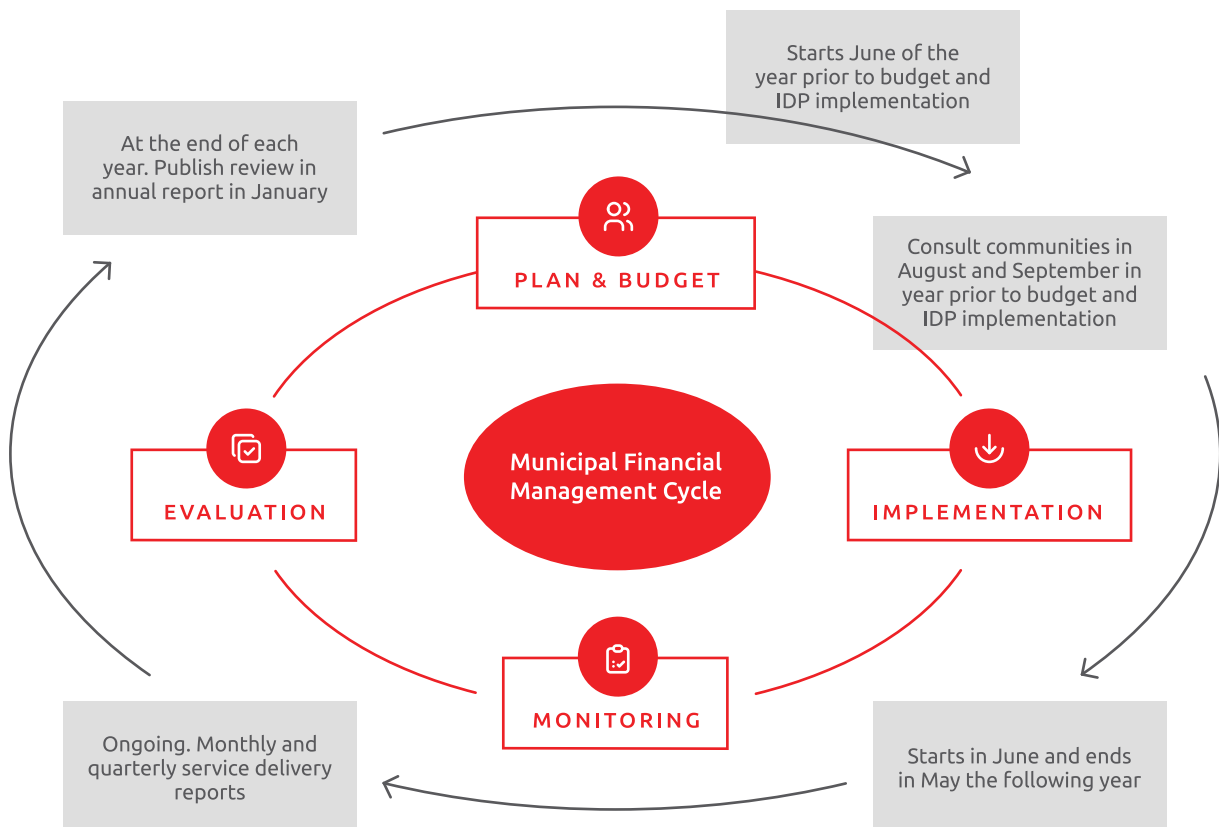 Starts June of the
year prior to budget and
IDP implementation
At the end of each
year. Publish review in
annual report in January
PLAN & BUDGET
Consult communities in
August and September in
year prior to budget and
IDP implementation
Municipal Financial
Management Cycle
EVALUATION
IMPLEMENTATION
MONITORING
Ongoing. Monthly and
quarterly service delivery
reports
Starts in June and ends
in May the following year